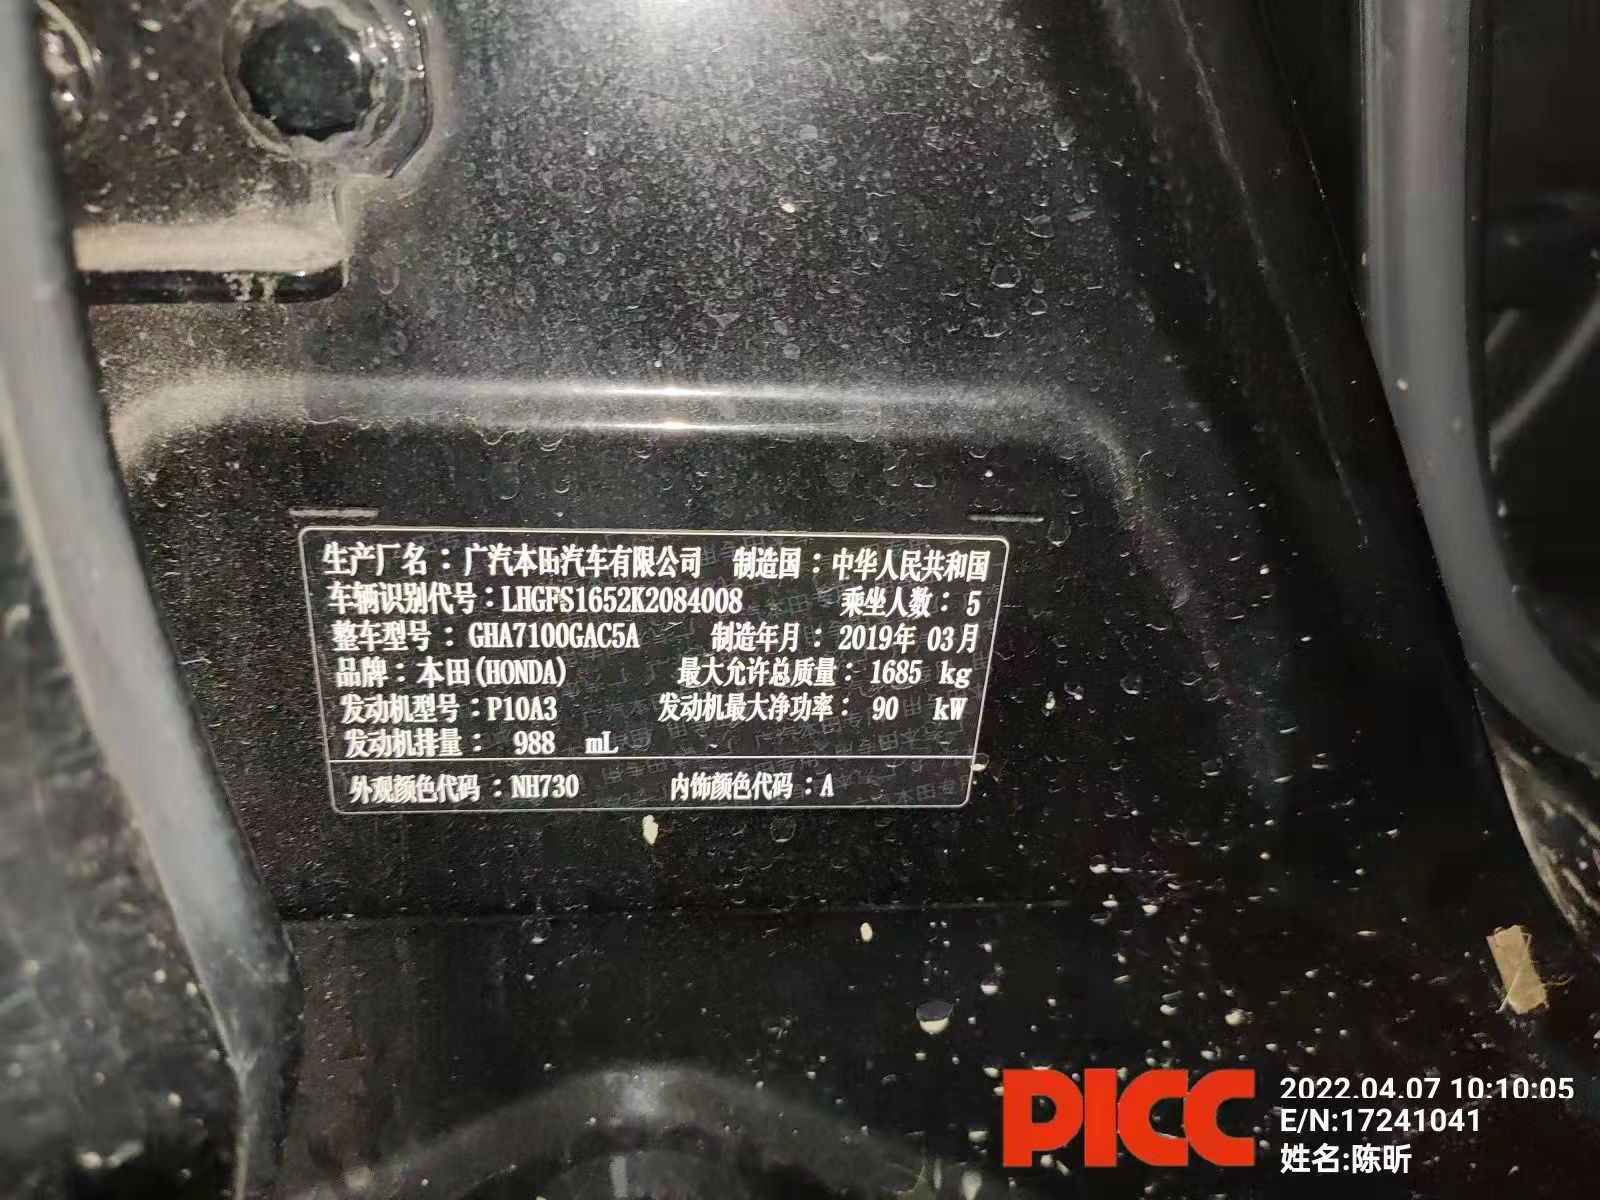 生产厂名：广汽本田汽车有限公司 制造国：中华人民共和国
车辆识别代号：LHGFS1652K2084008 乘坐人数：5
整车型号：GHA7100GAC5A 制造年月：2019年 03月
品牌：本田(HONDA) 最大允许总质量：1685 kg
发动机型号：P10A3 发动机最大净功率：90 kW
发动机排量：988 mL
外观颜色代码：NH730 内饰颜色代码：A
PICC
2022.04.07 10:10:05
E/N:17241041
姓名:陈昕